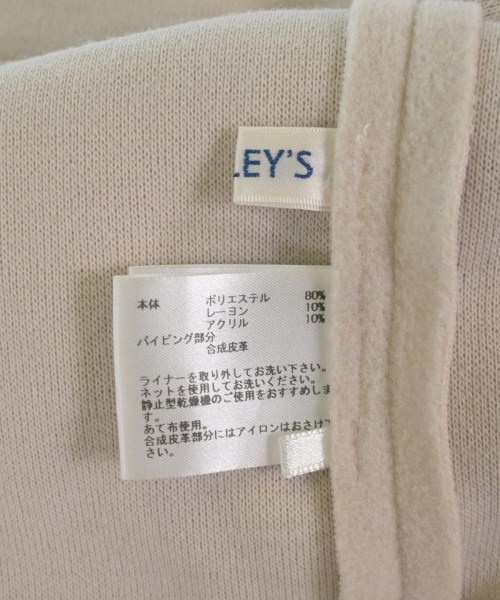 LEY'S
本体 ポリエステル 80%
レーヨン 10%
アクリル 10%
パイピング部分
合成皮革
ライナーを取り外してお洗い下さい。
ネットを使用してお洗いください。
静止型乾燥機のご使用をおすすめしま
す。
あて布使用。
合成皮革部分にはアイロンはおさけ下
さい。